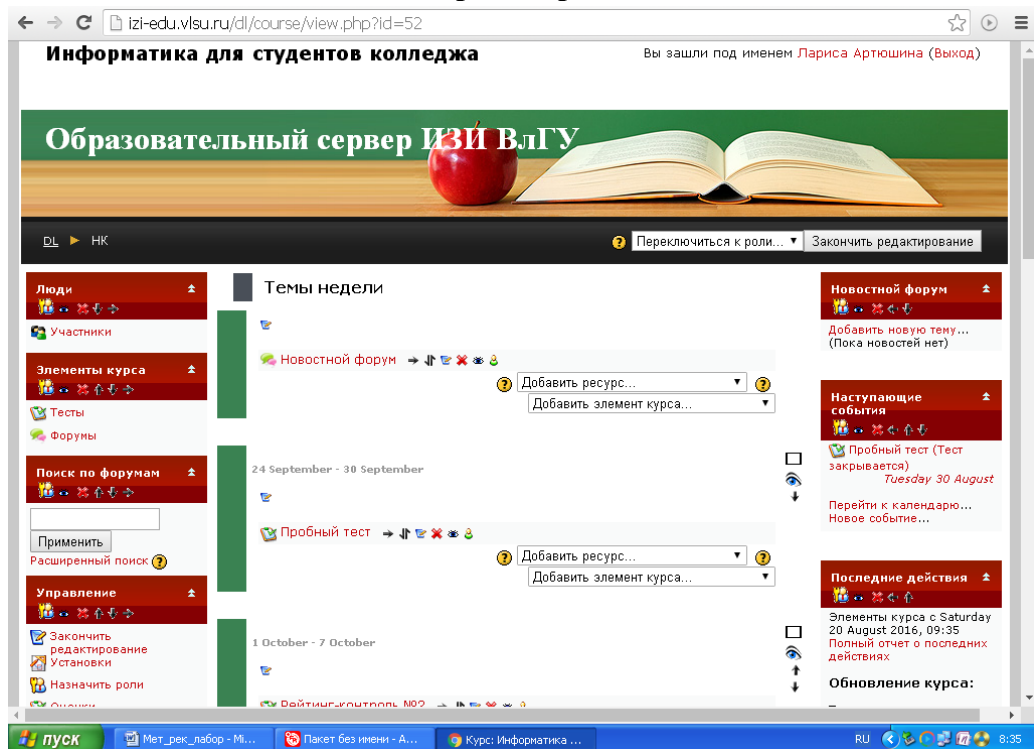 izi-edu.vlsu.ru/dl/course/view.php?id=52
Информатика для студентов колледжа
Вы зашли под именем Лариса Артюшина (Выход)
Образовательный сервер ИЗИ ВлГУ
DL ► НК
Переключиться к роли...
Закончить редактирование
Люди
Участники
Элементы курса
Тесты
Форумы
Поиск по форумам
Применить
Расширенный поиск
Управление
Закончить
редактирование
Установки
Назначить роли
Оценки
Темы недели
Новостной форум
Добавить ресурс...
Добавить элемент курса...
24 September - 30 September
Пробный тест
Добавить ресурс...
Добавить элемент курса...
1 October - 7 October
Рейтинг-контроль №2
Новостной форум
Добавить новую тему...
(Пока новостей нет)
Наступающие
события
Пробный тест (Тест
закрывается)
Tuesday 30 August
Перейти к календарю...
Новое событие...
Последние действия
Элементы курса с Saturday
20 August 2016, 09:35
Полный отчет о последних
действиях
Обновление курса:
пуск
Мет_рек_лабор - Mi...
Пакет без имени - A...
Курс: Информатика ...
RU
8:35